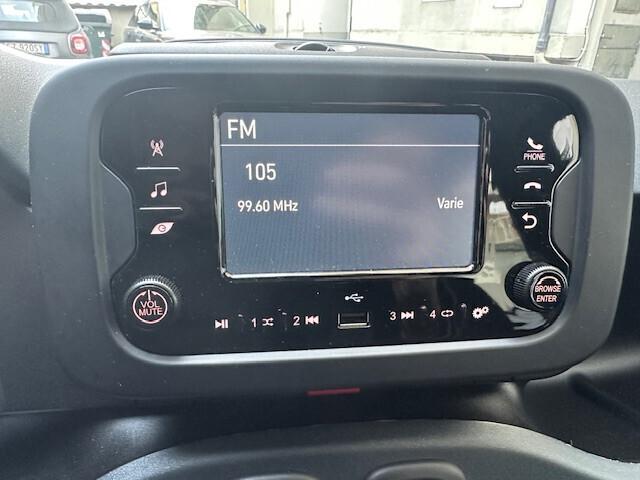 FM
105
99.60 MHz
Varie
PHONE
VOL
MUTE
BROWSE
ENTER
1
2
3
4